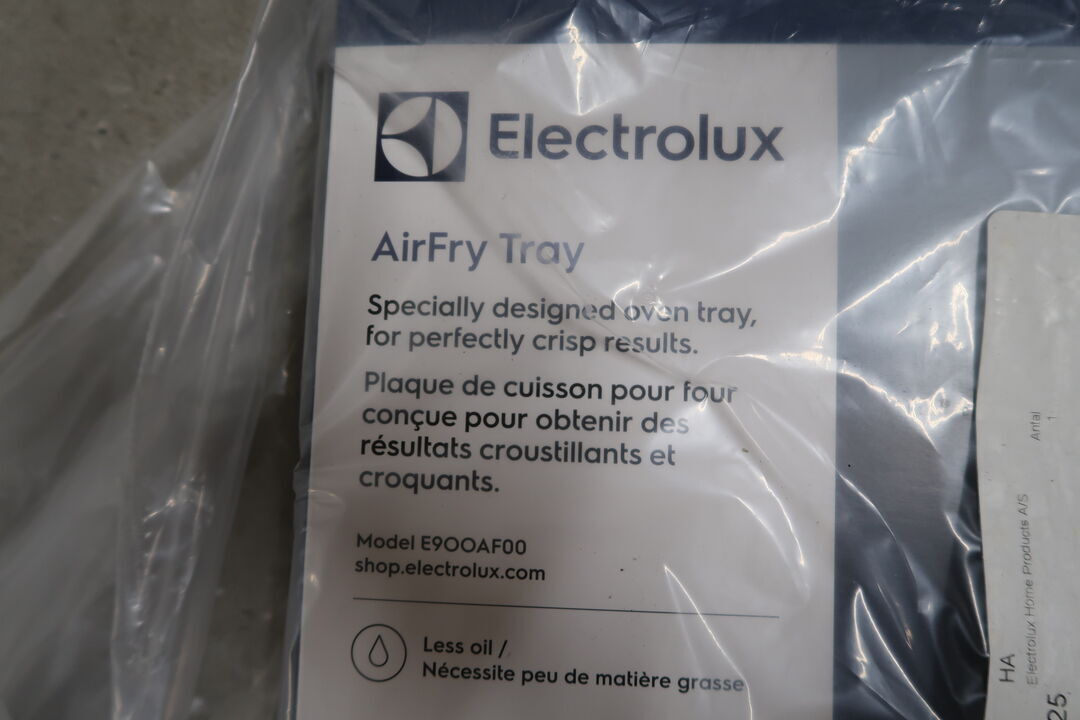 Electrolux
AirFry Tray
Specially designed oven tray,
for perfectly crisp results.
Plaque de cuisson pour four
conçue pour obtenir des
résultats croustillants et
croquants.
Model E9OOAF00
shop.electrolux.com
Less oil /
Nécessite peu de matière grasse
Antal
1
Electrolux Home Products A/S
HA
25